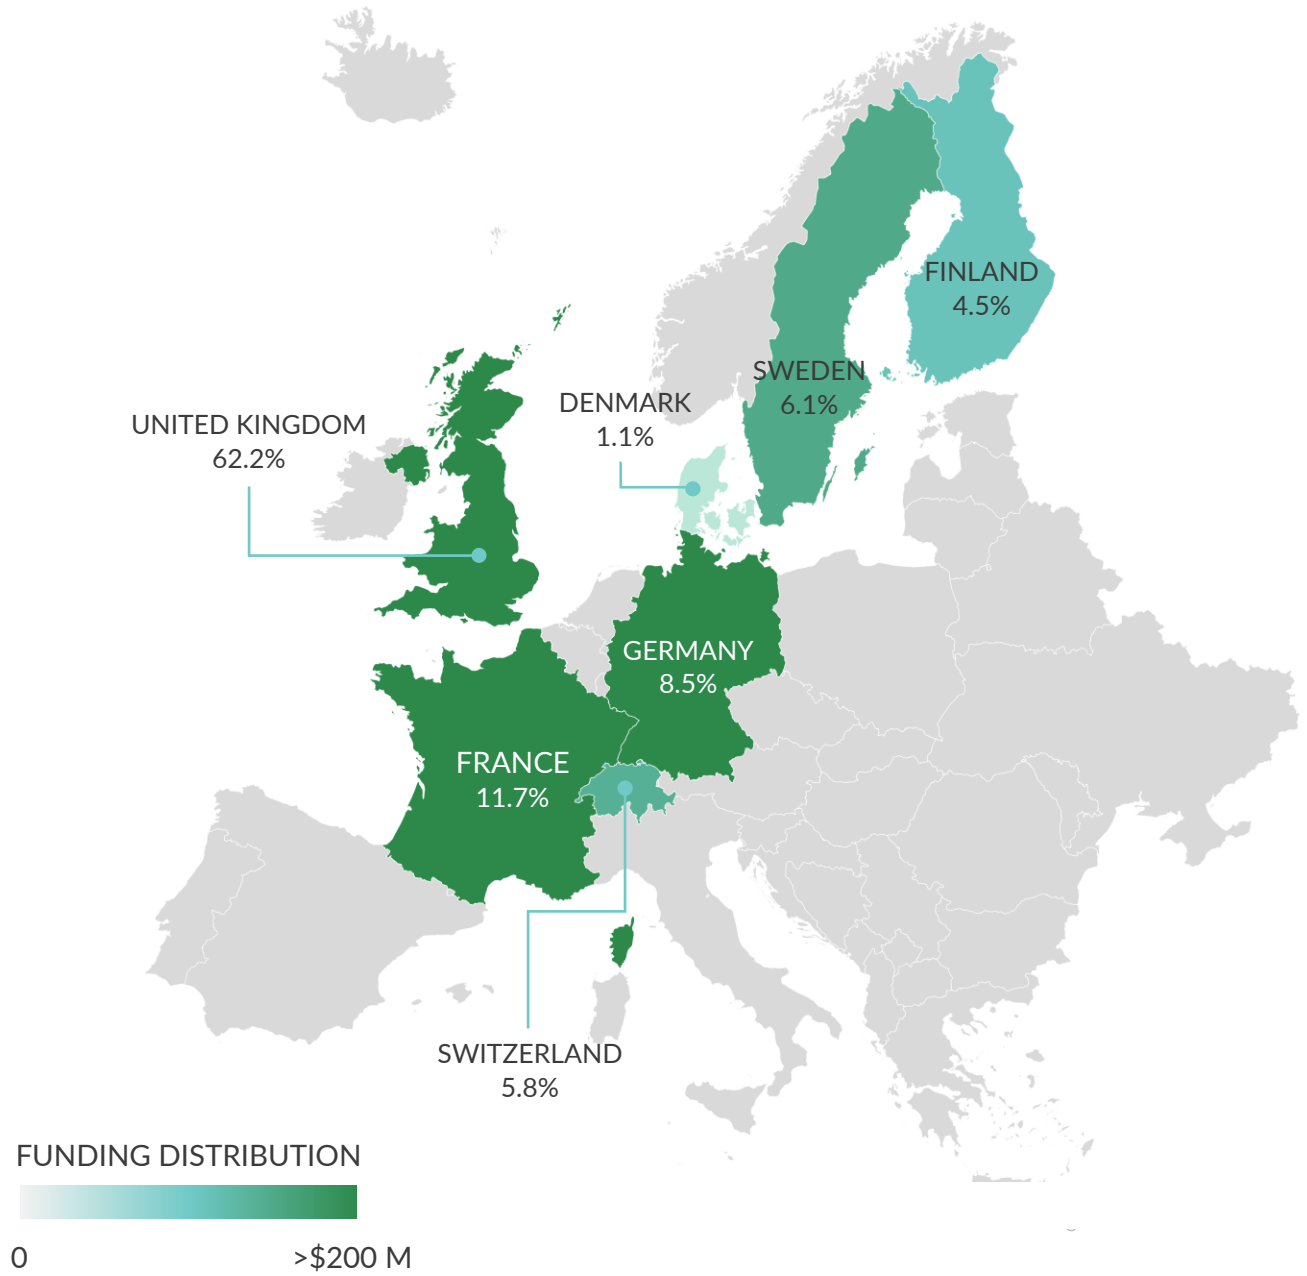 FINLAND
4.5%
SWEDEN
6.1%
DENMARK
1.1%
UNITED KINGDOM
62.2%
GERMANY
8.5%
FRANCE
11.7%
SWITZERLAND
5.8%
FUNDING DISTRIBUTION
0
>$200 M